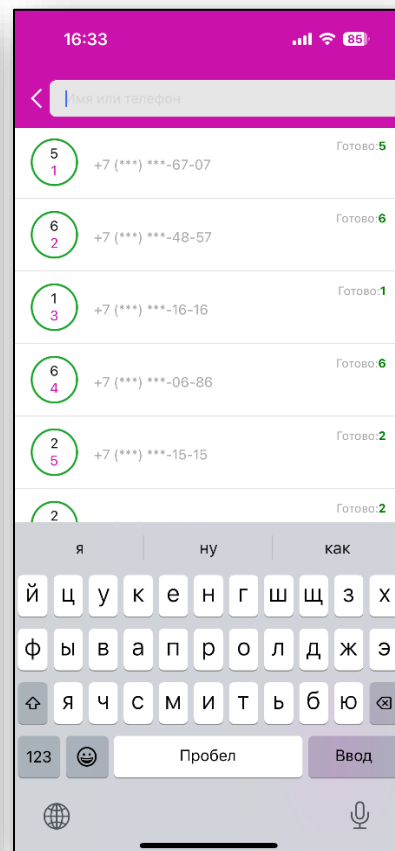 16:33 85
Имя или телефон
Готово:5
5
1
+7 (***) ***-67-07
Готово:6
6
2
+7 (***) ***-48-57
Готово:1
1
3
+7 (***) ***-16-16
Готово:6
6
4
+7 (***) ***-06-86
Готово:2
2
5
+7 (***) ***-15-15
Готово:2
2
я ну как
й ц у к е н г ш щ з х
ф ы в а п р о л д ж э
я ч с м и т ь б ю
123 Пробел Ввод